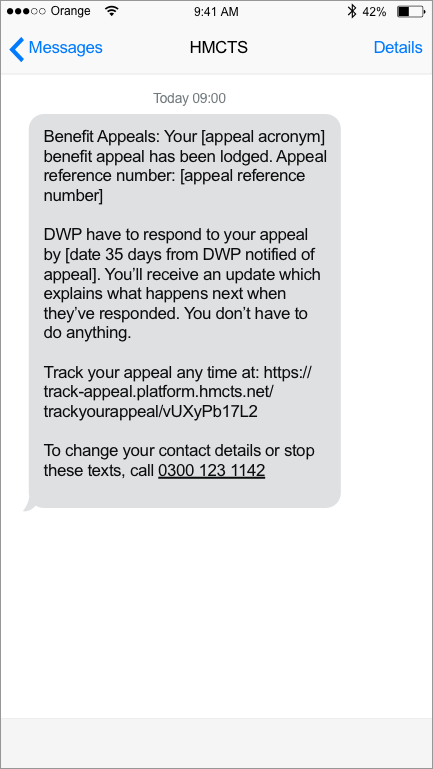 Orange 9:41 AM 42%
Messages HMCTS Details
Today 09:00
Benefit Appeals: Your [appeal acronym]
benefit appeal has been lodged. Appeal
reference number: [appeal reference
number]
DWP have to respond to your appeal
by [date 35 days from DWP notified of
appeal]. You’ll receive an update which
explains what happens next when
they’ve responded. You don’t have to
do anything.
Track your appeal any time at: https://
track-appeal.platform.hmcts.net/
trackyourappeal/vUXyPb17L2
To change your contact details or stop
these texts, call 0300 123 1142